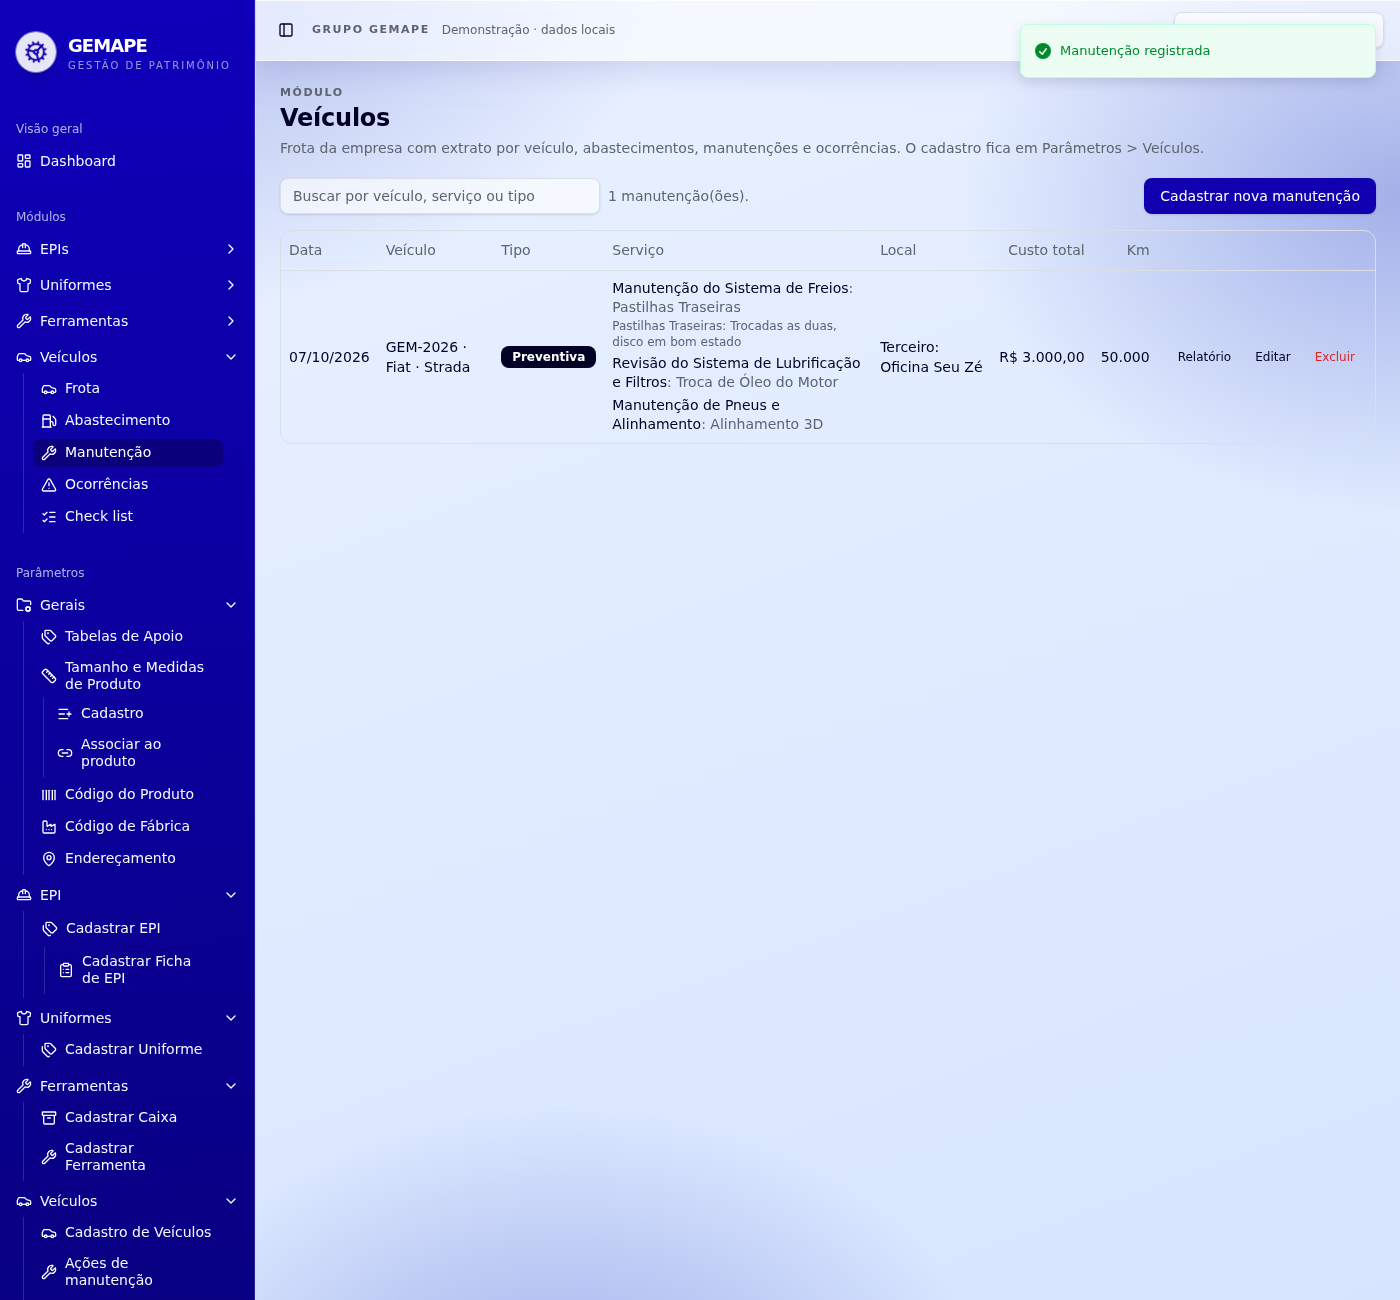 GEMAPE
GESTÃO DE PATRIMÔNIO
Visão geral
Dashboard
Módulos
EPIs
Uniformes
Ferramentas
Veículos
Frota
Abastecimento
Manutenção
Ocorrências
Check list
Parâmetros
Gerais
Tabelas de Apoio
Tamanho e Medidas
de Produto
Cadastro
Associar ao
produto
Código do Produto
Código de Fábrica
Endereçamento
EPI
Cadastrar EPI
Cadastrar Ficha
de EPI
Uniformes
Cadastrar Uniforme
Ferramentas
Cadastrar Caixa
Cadastrar
Ferramenta
Veículos
Cadastro de Veículos
Ações de
manutenção
GRUPO GEMAPE Demonstração · dados locais
Manutenção registrada
MÓDULO
Veículos
Frota da empresa com extrato por veículo, abastecimentos, manutenções e ocorrências. O cadastro fica em Parâmetros > Veículos.
Buscar por veículo, serviço ou tipo 1 manutenção(ões). Cadastrar nova manutenção
Data Veículo Tipo Serviço Local Custo total Km
07/10/2026
GEM-2026 ·
Fiat · Strada
Preventiva
Manutenção do Sistema de Freios:
Pastilhas Traseiras
Pastilhas Traseiras: Trocadas as duas,
disco em bom estado
Revisão do Sistema de Lubrificação
e Filtros: Troca de Óleo do Motor
Manutenção de Pneus e
Alinhamento: Alinhamento 3D
Terceiro:
Oficina Seu Zé
R$ 3.000,00 50.000 Relatório Editar Excluir